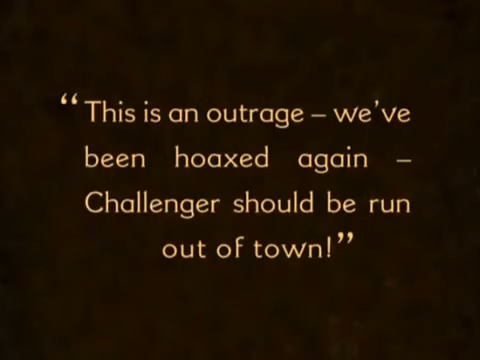 “This is an outrage – we’ve
been hoaxed again –
Challenger should be run
out of town!”